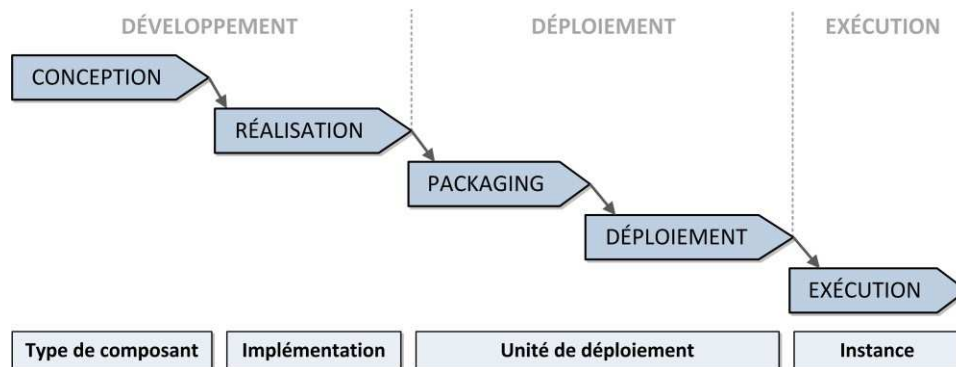 DÉVELOPPEMENT
DÉPLOIEMENT
EXÉCUTION
CONCEPTION
RÉALISATION
PACKAGING
DÉPLOIEMENT
EXÉCUTION
Type de composant
Implémentation
Unité de déploiement
Instance